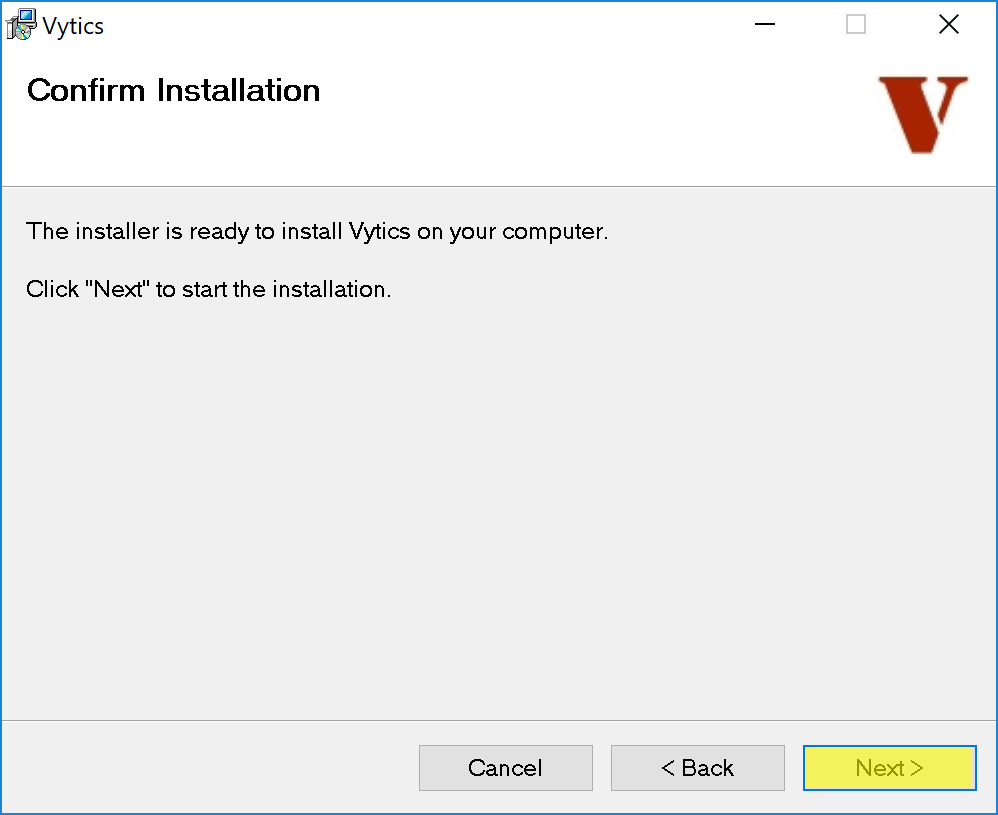 Vytics
Confirm Installation
V
The installer is ready to install Vytics on your computer.
Click "Next" to start the installation.
Cancel
< Back
Next >